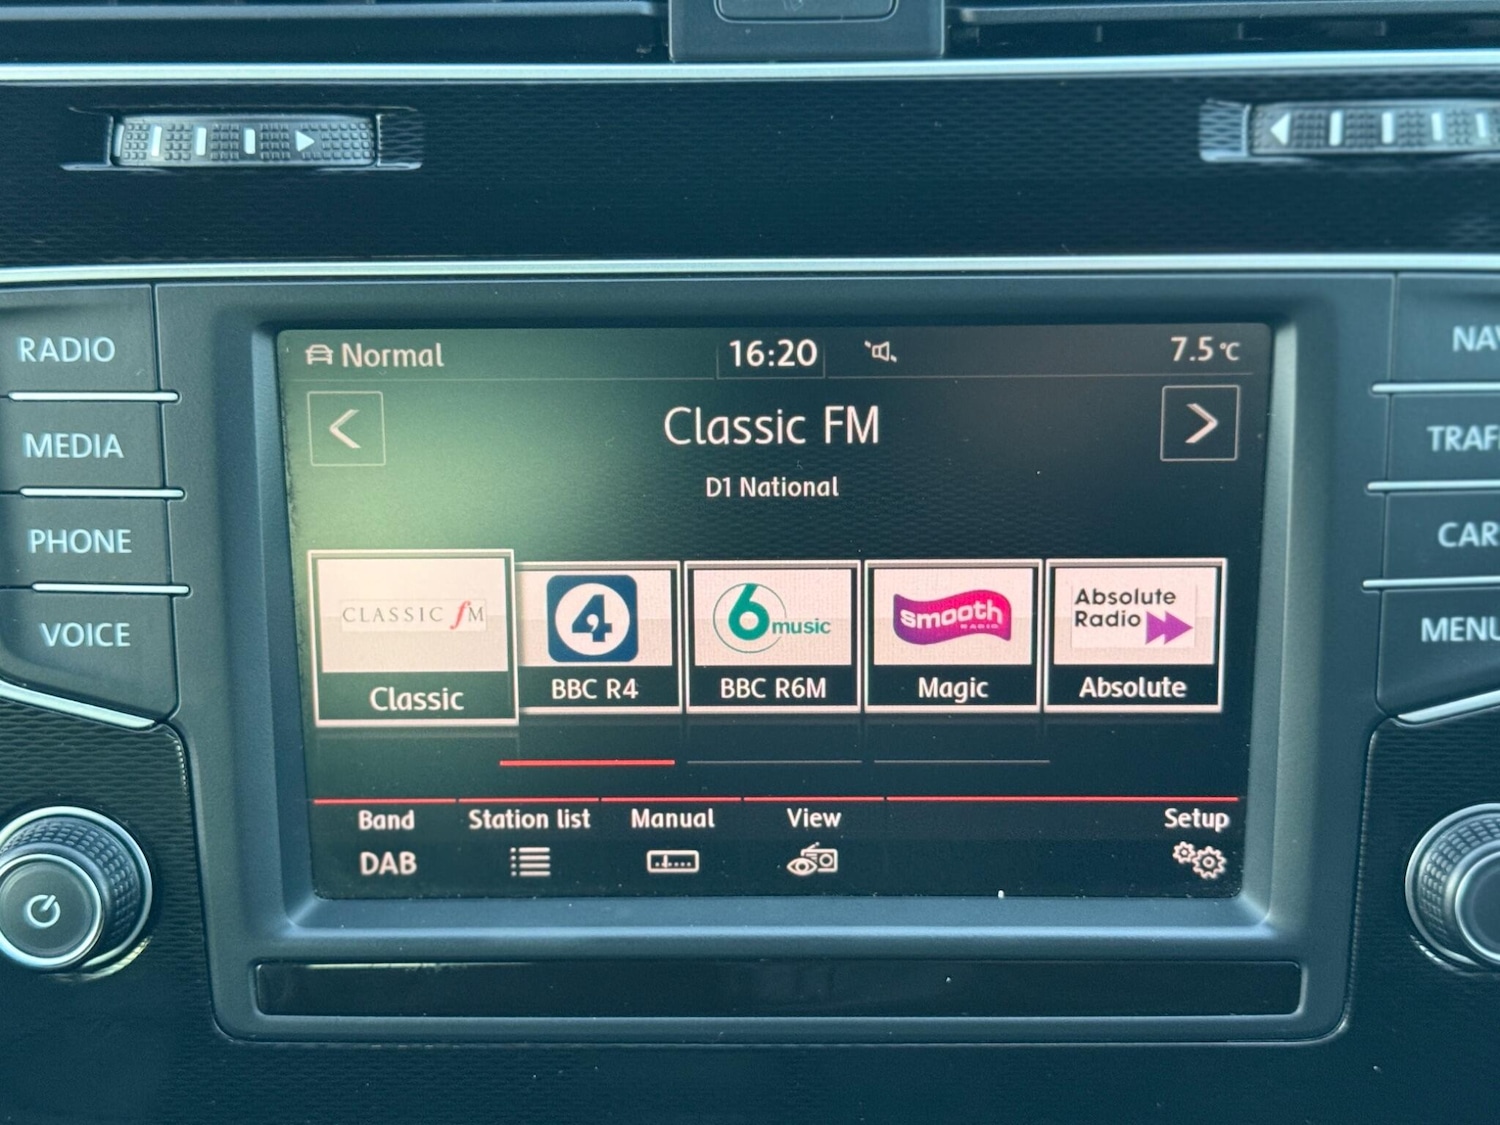 RADIO
MEDIA
PHONE
VOICE
Normal
16:20
7.5°C
Classic FM
D1 National
CLASSIC fM
Classic
4
BBC R4
6 music
BBC R6M
smooth
RADIO
Magic
Absolute
Radio
Absolute
Band
DAB
Station list
Manual
View
Setup
NAV
TRAF
CAR
MENU